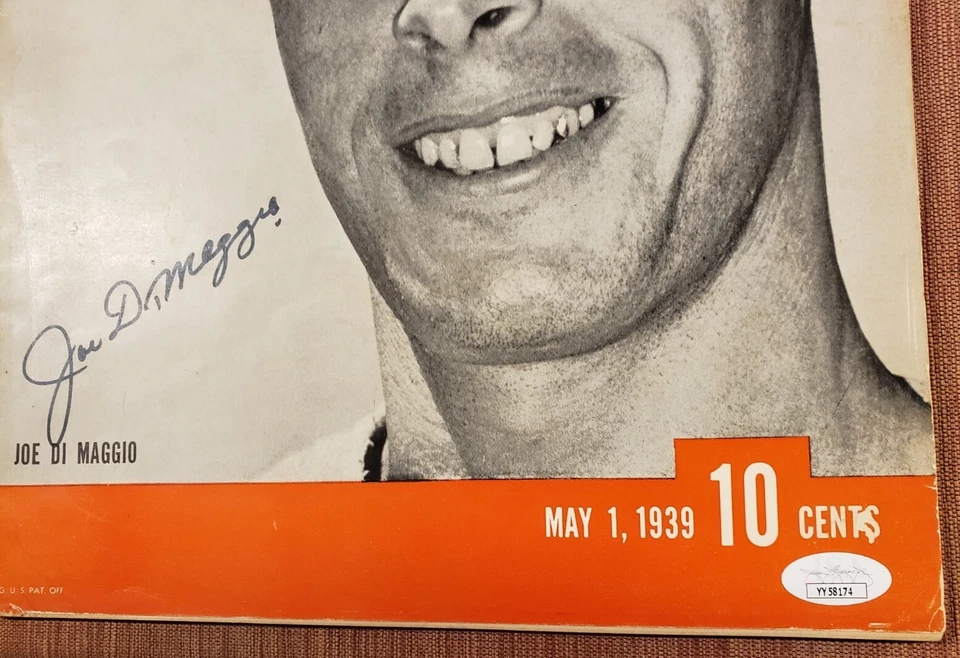 Joe DiMaggio
JOE DI MAGGIO
MAY 1, 1939 10 CENTS
G. U. S. PAT. OFF
YY58174